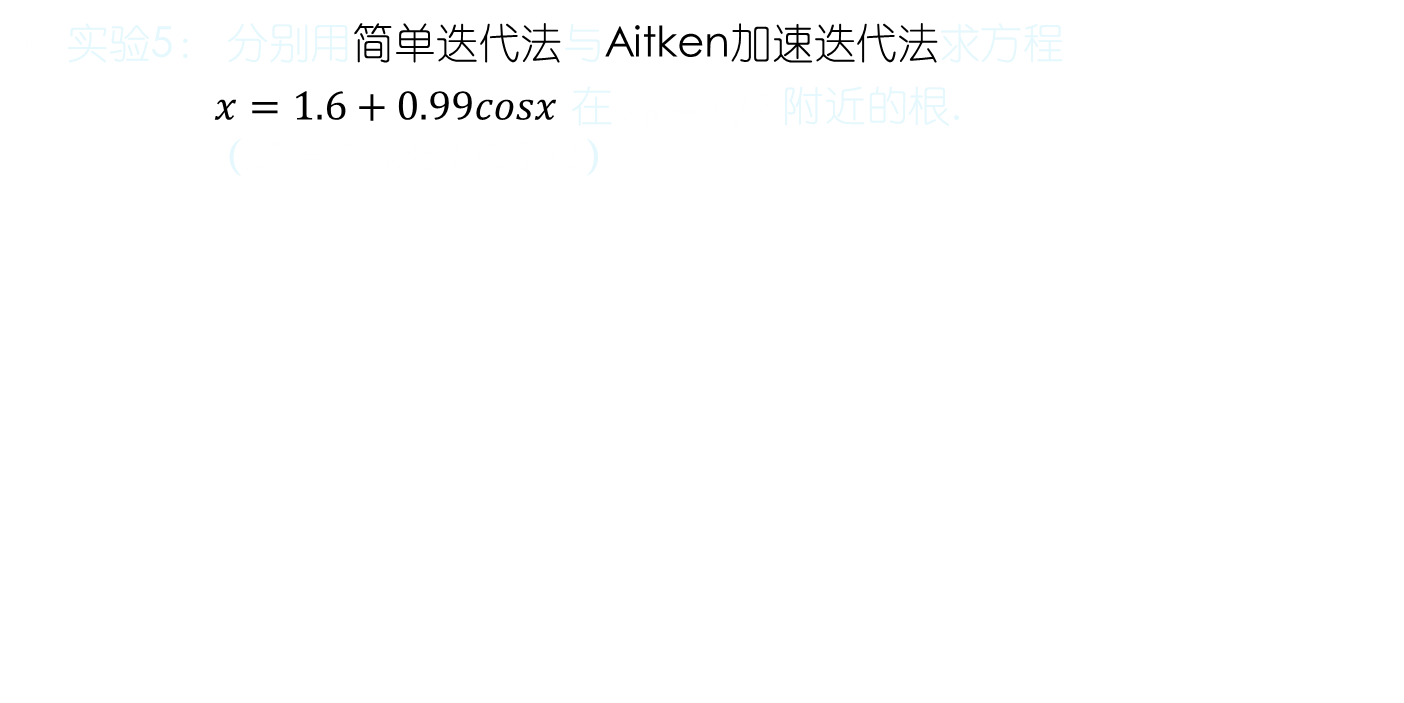 实验5： 分别用简单迭代法与Aitken加速迭代法求方程
x = 1.6 + 0.99cosx 在 附近的根.
( )